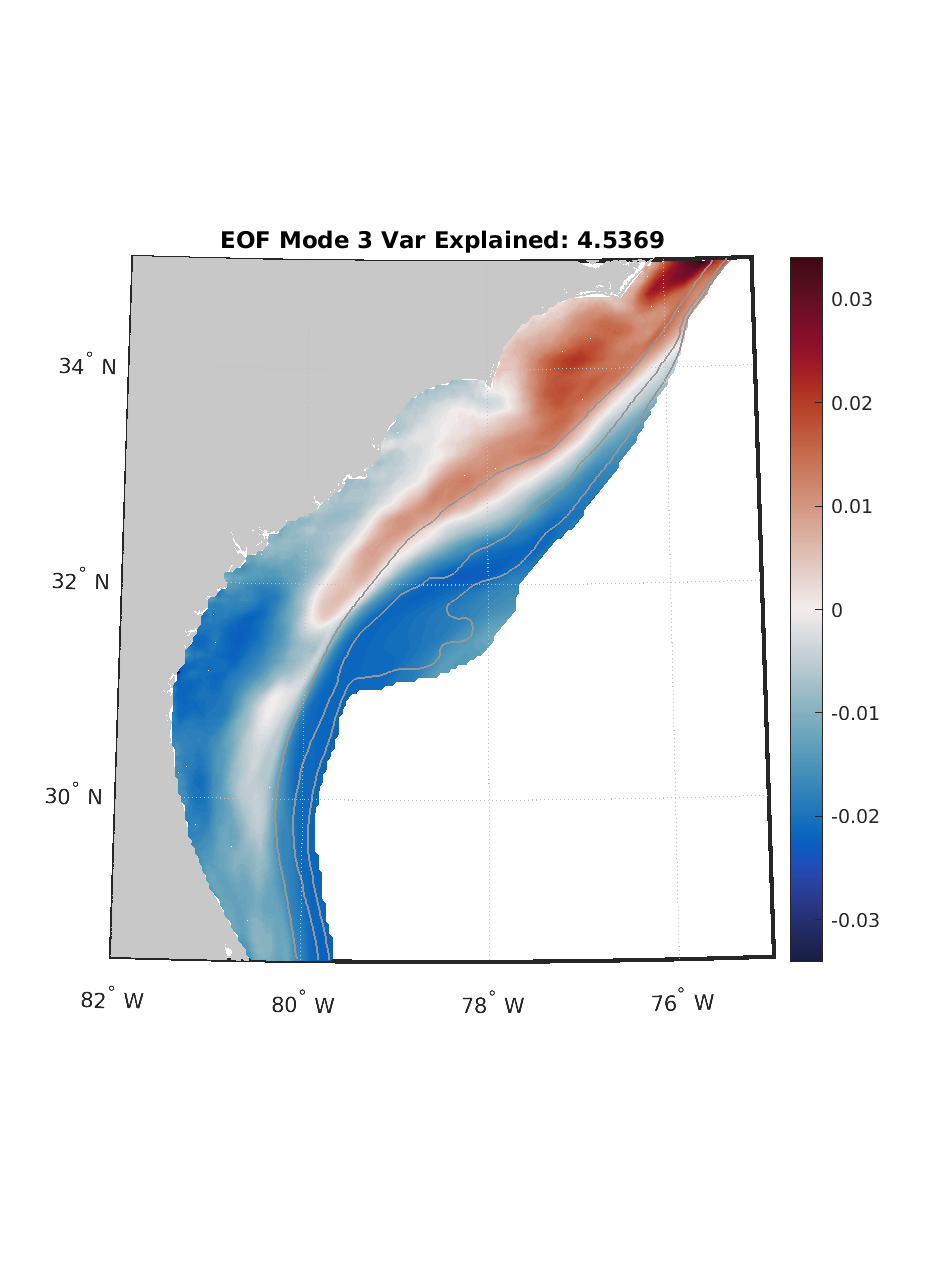 EOF Mode 3 Var Explained: 4.5369
34° N
32° N
30° N
82° W
80° W
78° W
76° W
0.03
0.02
0.01
0
-0.01
-0.02
-0.03